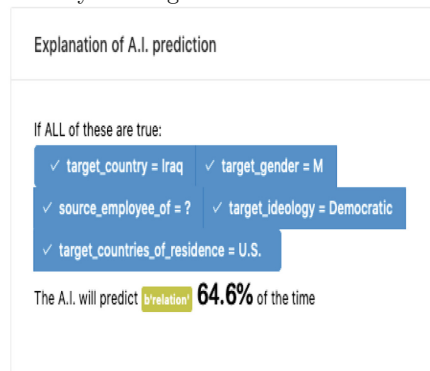 Explanation of A.I. prediction
If ALL of these are true:
✓ target_country = Iraq ✓ target_gender = M
✓ source_employee_of = ? ✓ target_ideology = Democratic
✓ target_countries_of_residence = U.S.
The A.I. will predict b'relation' 64.6% of the time